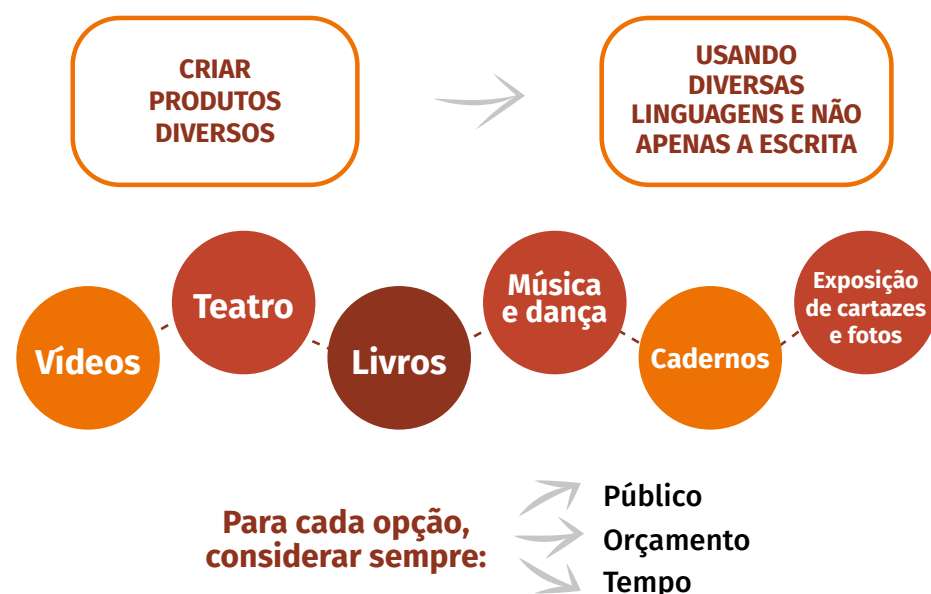 CRIAR
PRODUTOS
DIVERSOS
USANDO
DIVERSAS
LINGUAGENS E NÃO
APENAS A ESCRITA
Vídeos
Teatro
Livros
Música
e dança
Cadernos
Exposição
de cartazes
e fotos
Para cada opção,
considerar sempre:
Público
Orçamento
Tempo